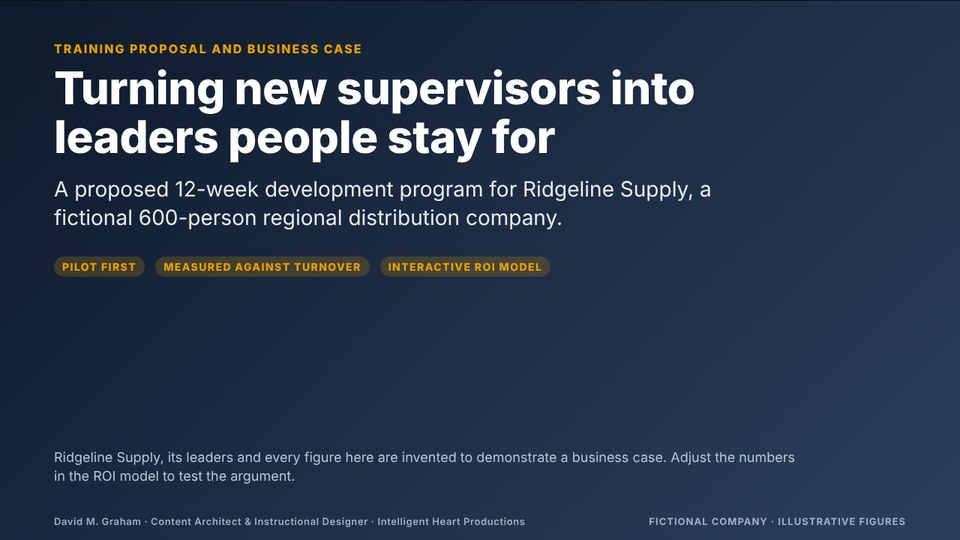 TRAINING PROPOSAL AND BUSINESS CASE
Turning new supervisors into
leaders people stay for
A proposed 12-week development program for Ridgeline Supply, a
fictional 600-person regional distribution company.
PILOT FIRST MEASURED AGAINST TURNOVER INTERACTIVE ROI MODEL
Ridgeline Supply, its leaders and every figure here are invented to demonstrate a business case. Adjust the numbers
in the ROI model to test the argument.
David M. Graham · Content Architect & Instructional Designer · Intelligent Heart Productions FICTIONAL COMPANY · ILLUSTRATIVE FIGURES